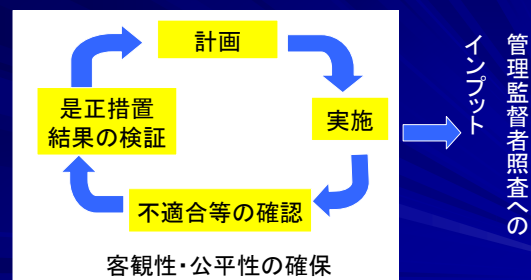 計画
実施
不適合等の確認
是正措置
結果の検証
客観性・公平性の確保
管理監督者照査への
インプット